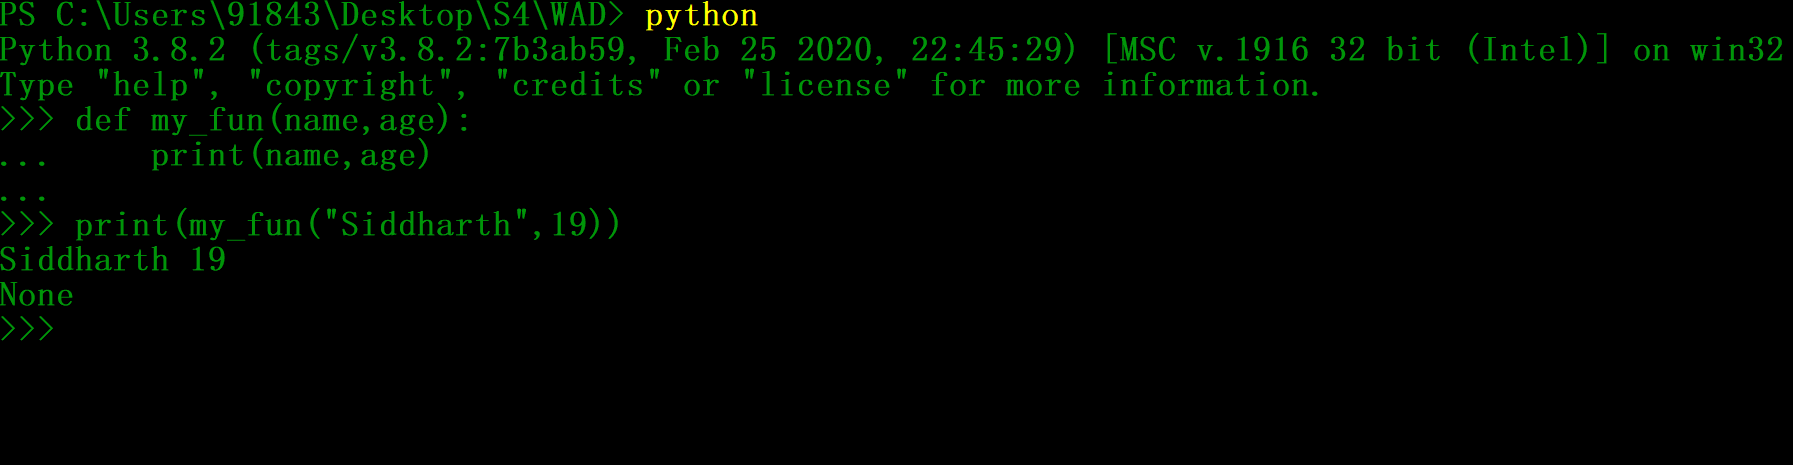 PS C:\Users\91843\Desktop\S4\WAD> python
Python 3.8.2 (tags/v3.8.2:7b3ab59, Feb 25 2020, 22:45:29) [MSC v.1916 32 bit (Intel)] on win32
Type "help", "copyright", "credits" or "license" for more information.
>>> def my_fun(name,age):
...     print(name,age)
...
>>> print(my_fun("Siddharth",19))
Siddharth 19
None
>>>